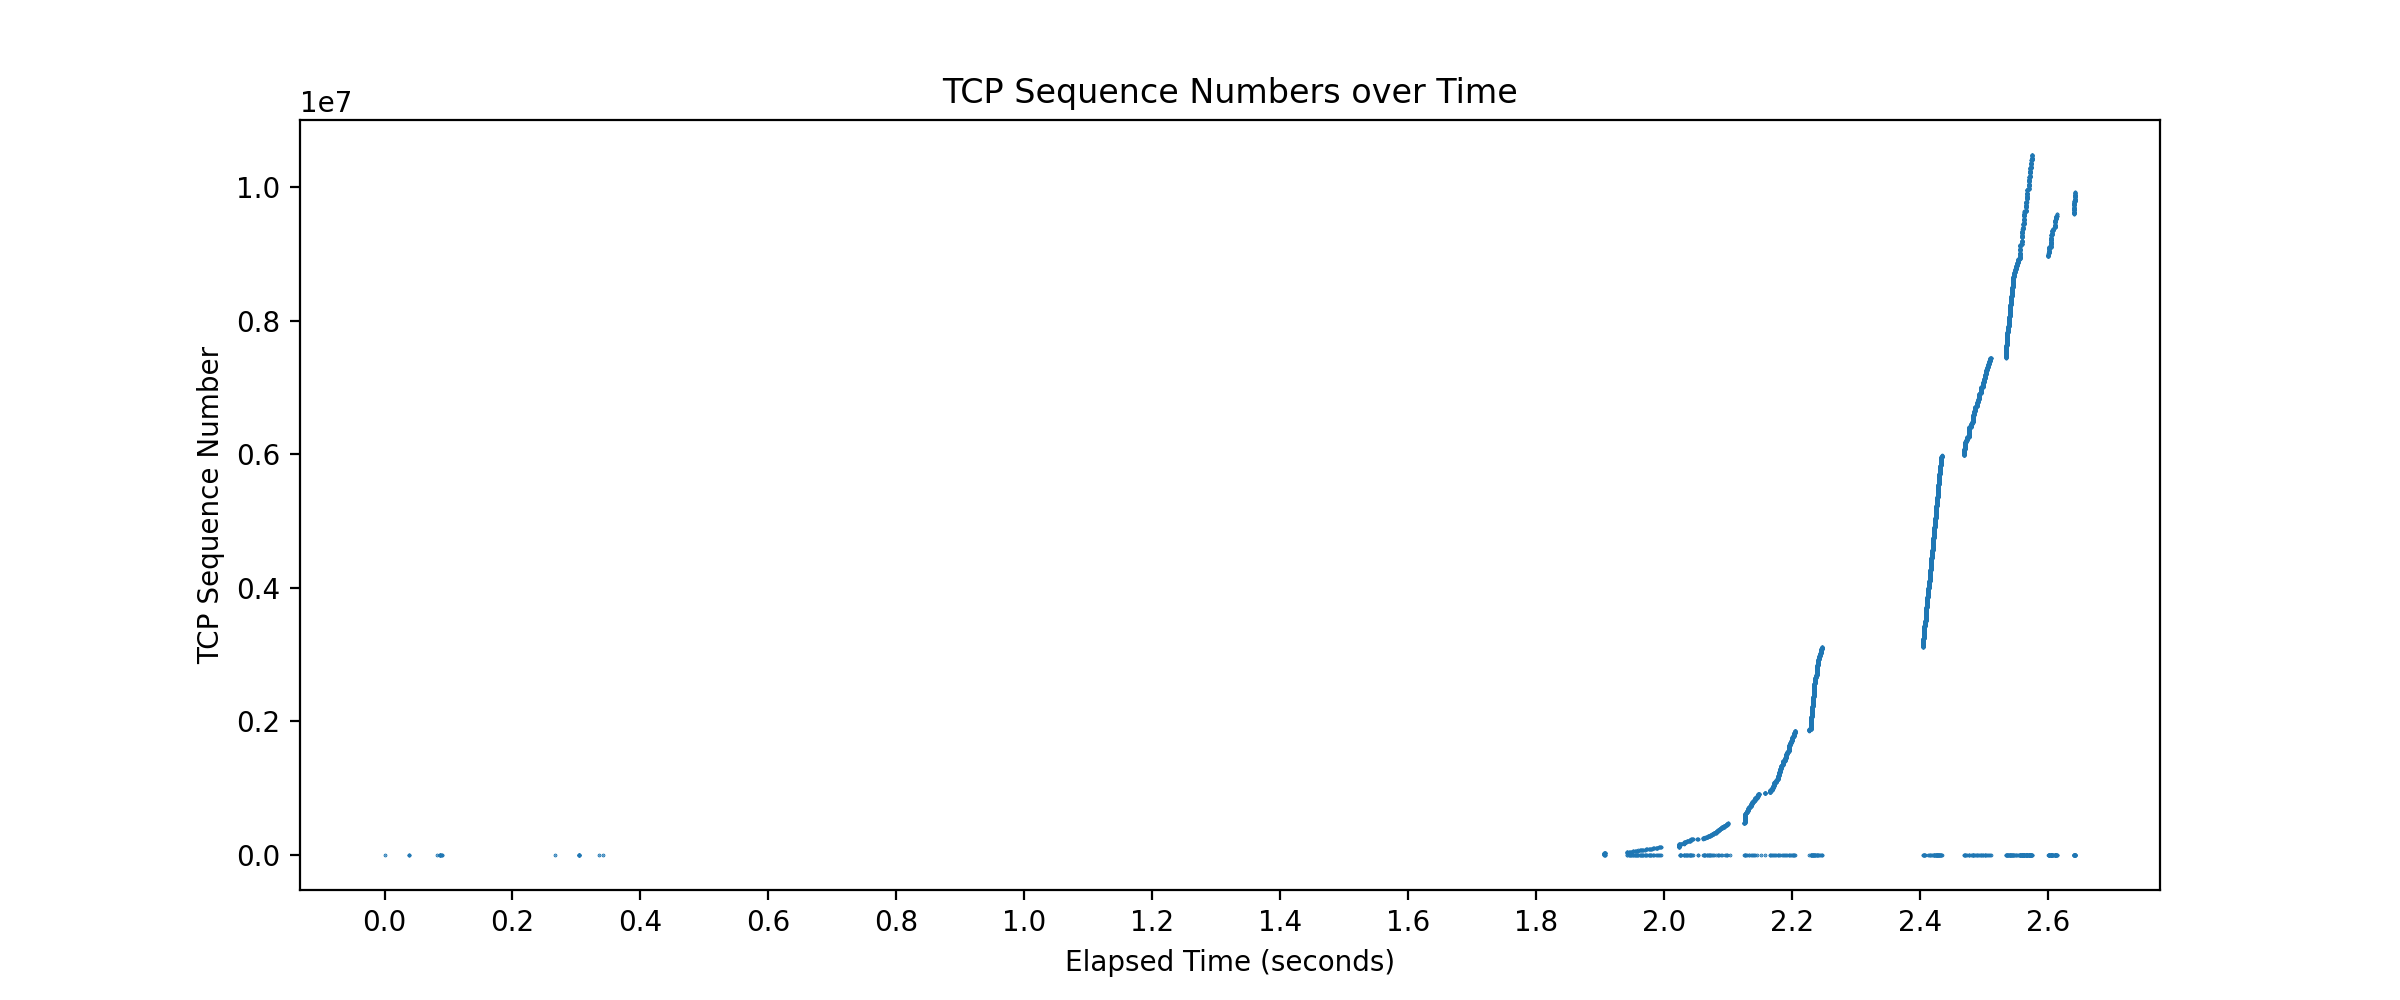 TCP Sequence Numbers over Time
1e7
1.0
0.8
0.6
0.4
0.2
0.0
TCP Sequence Number
0.0 0.2 0.4 0.6 0.8 1.0 1.2 1.4 1.6 1.8 2.0 2.2 2.4 2.6
Elapsed Time (seconds)